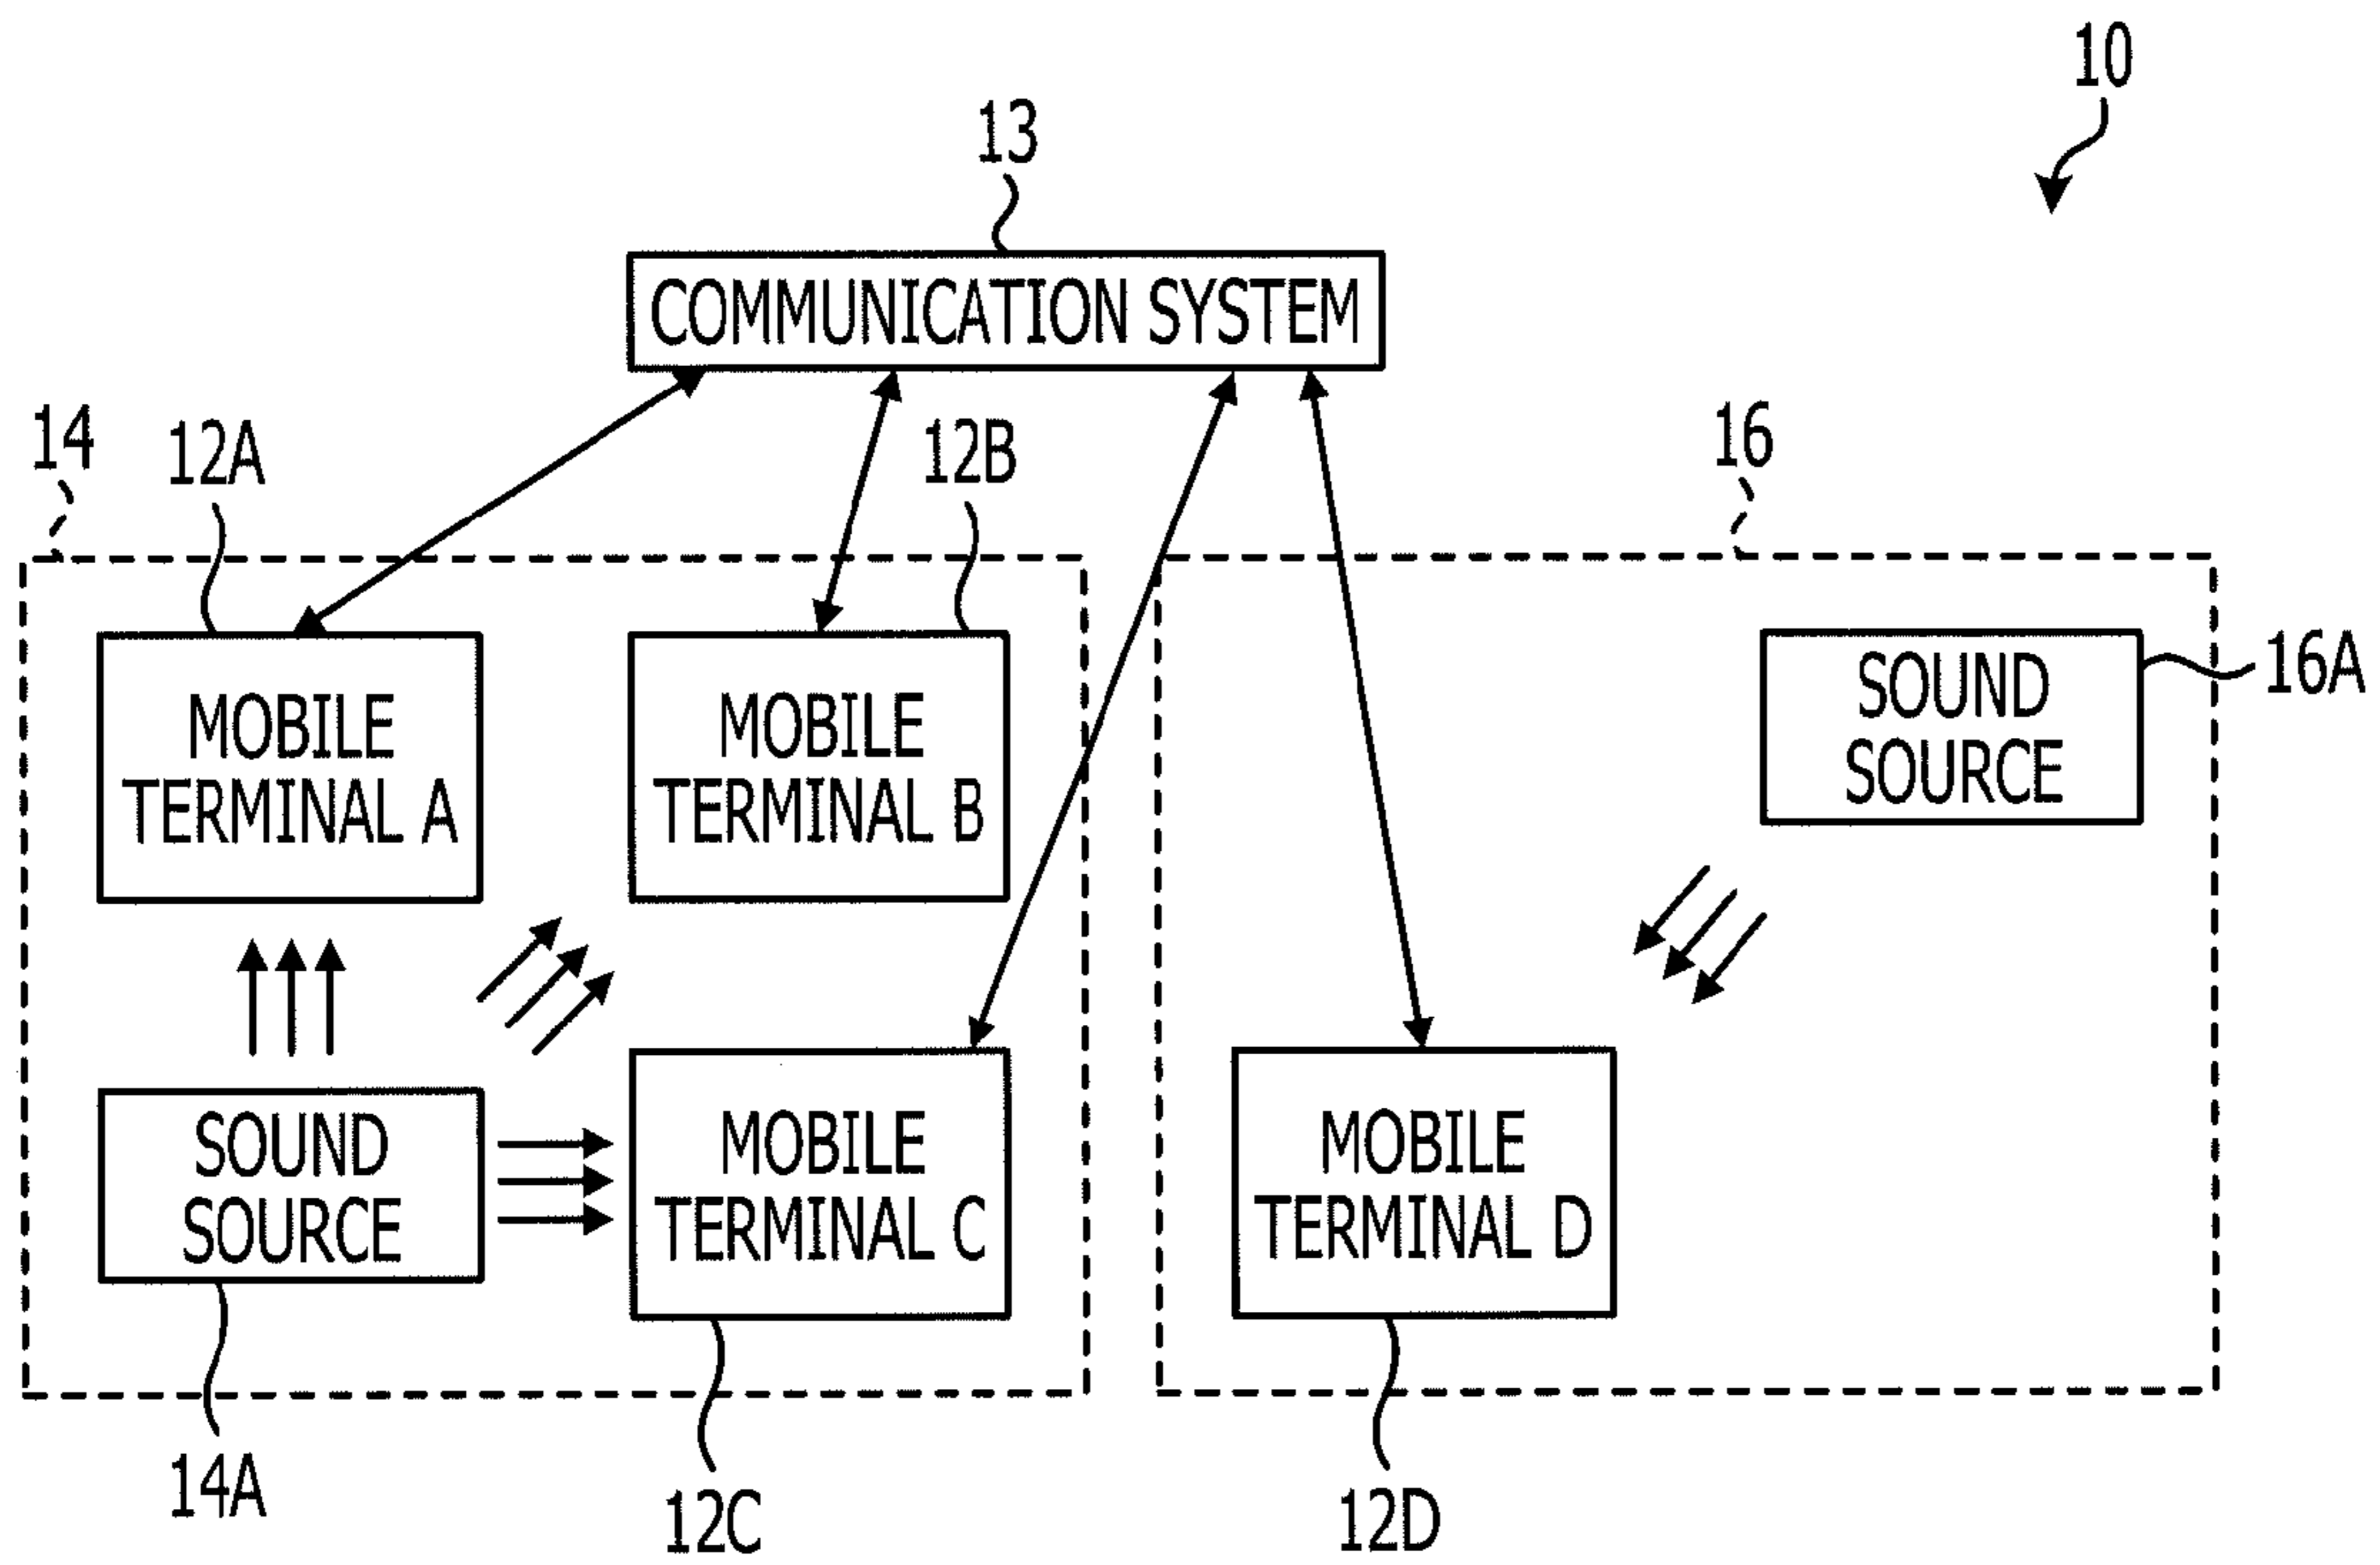 10
13
COMMUNICATION SYSTEM
14
12A
12B
16
MOBILE
TERMINAL A
MOBILE
TERMINAL B
SOUND
SOURCE
16A
SOUND
SOURCE
MOBILE
TERMINAL C
MOBILE
TERMINAL D
14A
12C
12D